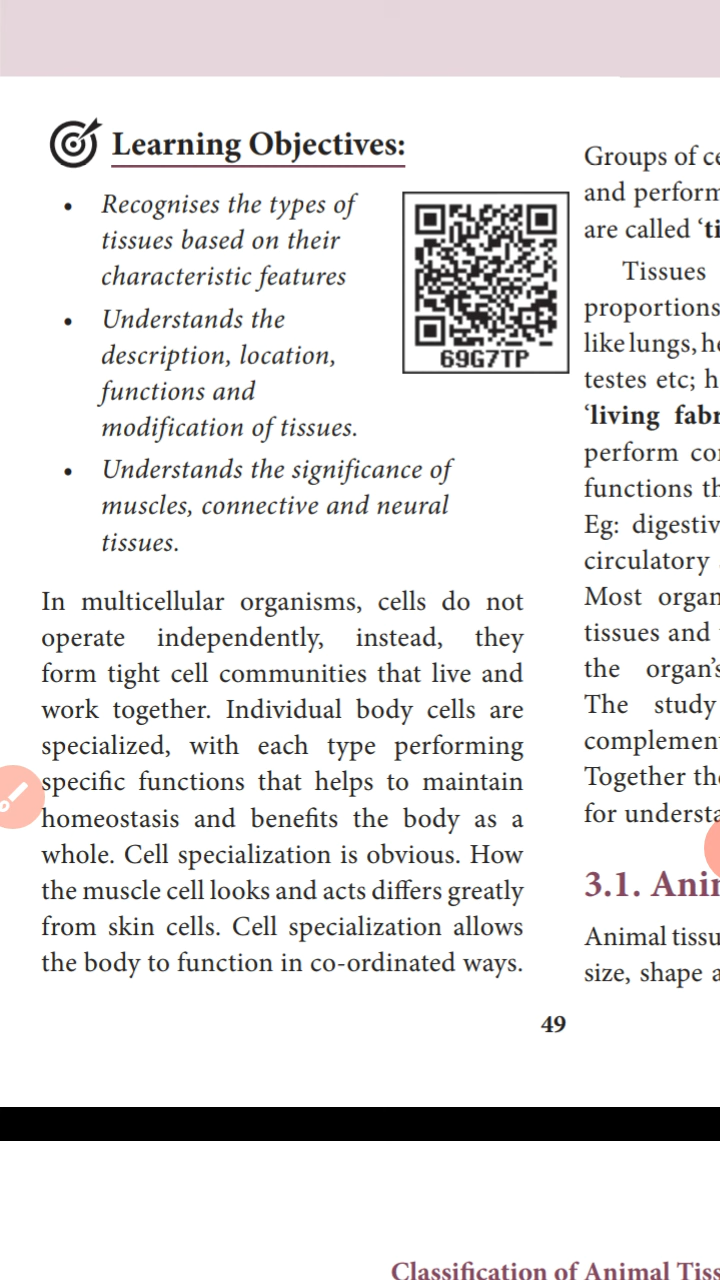 Learning Objectives:
• Recognises the types of
tissues based on their
characteristic features
• Understands the
description, location,
functions and
modification of tissues.
• Understands the significance of
muscles, connective and neural
tissues.
69G7TP
In multicellular organisms, cells do not
operate independently, instead, they
form tight cell communities that live and
work together. Individual body cells are
specialized, with each type performing
specific functions that helps to maintain
homeostasis and benefits the body as a
whole. Cell specialization is obvious. How
the muscle cell looks and acts differs greatly
from skin cells. Cell specialization allows
the body to function in co-ordinated ways.
Groups of
and perform
are called
Tissues
proportions
like lungs,
testes etc;
'living
perform
functions
Eg:
circulatory
Most
tissues and
the organ's
The study
Together
for
3.1.
Animal
size, shape
49
Classification of Animal